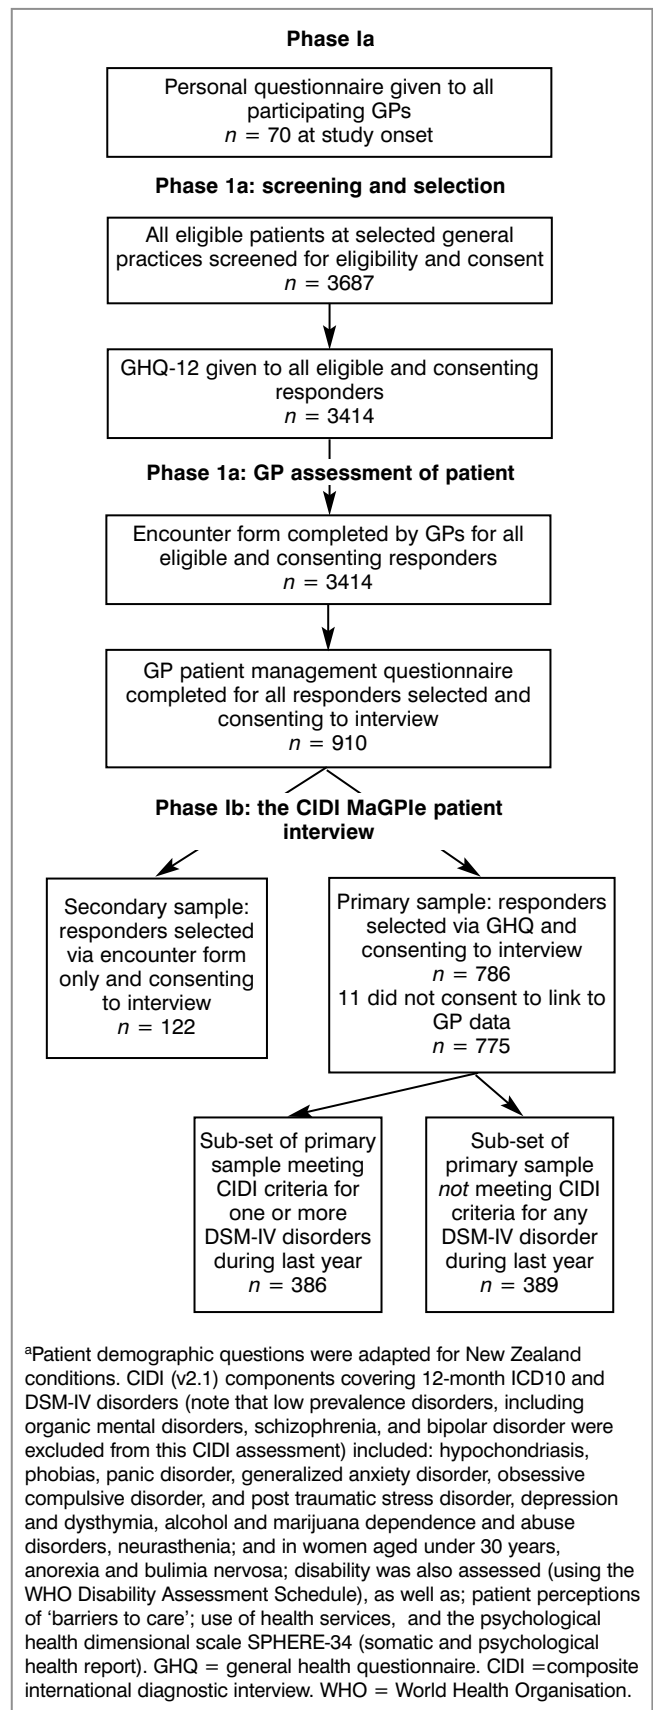 Phase Ia
Personal questionnaire given to all
participating GPs
n = 70 at study onset
Phase 1a: screening and selection
All eligible patients at selected general
practices screened for eligibility and consent
n = 3687
GHQ-12 given to all eligible and consenting
responders
n = 3414
Phase 1a: GP assessment of patient
Encounter form completed by GPs for all
eligible and consenting responders
n = 3414
GP patient management questionnaire
completed for all responders selected and
consenting to interview
n = 910
Phase Ib: the CIDI MaGPIe patient
interview
Secondary sample:
responders selected
via encounter form
only and consenting
to interview
n = 122
Primary sample: responders
selected via GHQ and
consenting to interview
n = 786
11 did not consent to link to
GP data
n = 775
Sub-set of primary
sample meeting
CIDI criteria for
one or more
DSM-IV disorders
during last year
n = 386
Sub-set of
primary sample
not meeting CIDI
criteria for any
DSM-IV disorder
during last year
n = 389
aPatient demographic questions were adapted for New Zealand
conditions. CIDI (v2.1) components covering 12-month ICD10 and
DSM-IV disorders (note that low prevalence disorders, including
organic mental disorders, schizophrenia, and bipolar disorder were
excluded from this CIDI assessment) included: hypochondriasis,
phobias, panic disorder, generalized anxiety disorder, obsessive
compulsive disorder, and post traumatic stress disorder, depression
and dysthymia, alcohol and marijuana dependence and abuse
disorders, neurasthenia; and in women aged under 30 years,
anorexia and bulimia nervosa; disability was also assessed (using the
WHO Disability Assessment Schedule), as well as; patient perceptions
of ‘barriers to care’; use of health services, and the psychological
health dimensional scale SPHERE-34 (somatic and psychological
health report). GHQ = general health questionnaire. CIDI =composite
international diagnostic interview. WHO = World Health Organisation.